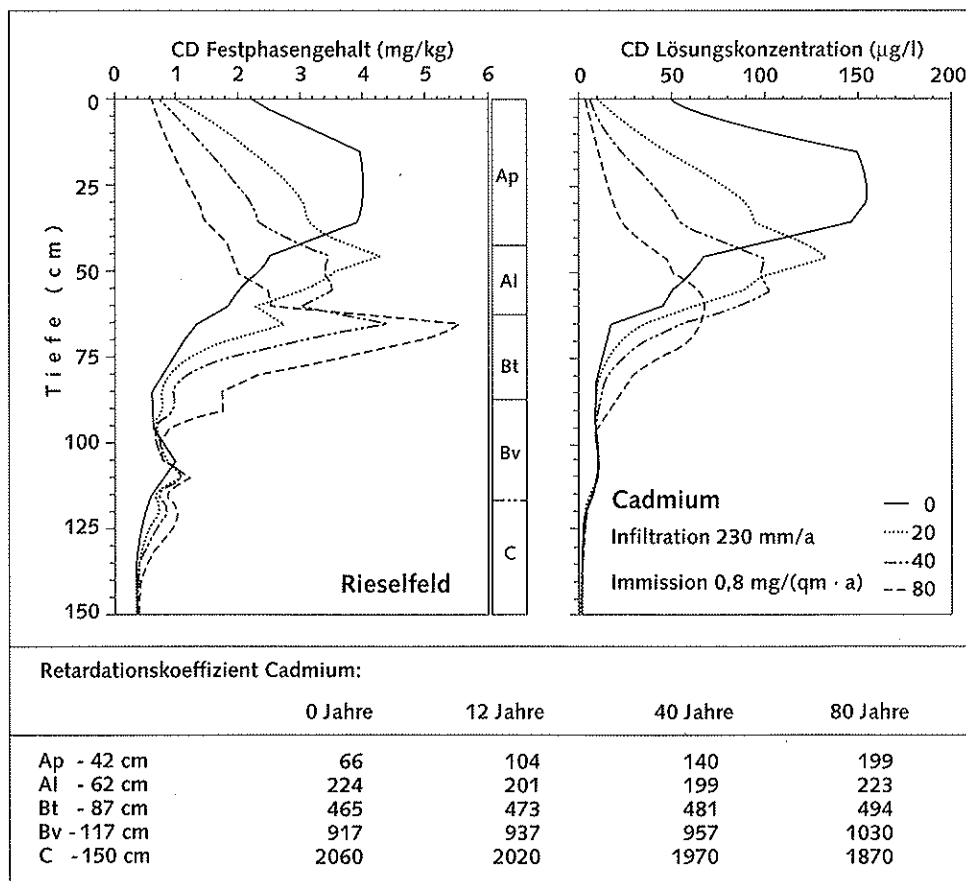 CD Festphasengehalt (mg/kg)
0 1 2 3 4 5 6
CD Lösungskonzentration (µg/l)
0 50 100 150 200
Tiefe (cm)
0
25
50
75
100
125
150
Ap
Al
Bt
Bv
C
Rieselfeld
Cadmium
Infiltration 230 mm/a
Immission 0,8 mg/(qm · a)
0
20
40
80
Retardationskoeffizient Cadmium:
0 Jahre 12 Jahre 40 Jahre 80 Jahre
Ap - 42 cm 66 104 140 199
Al - 62 cm 224 201 199 223
Bt - 87 cm 465 473 481 494
Bv -117 cm 917 937 957 1030
C -150 cm 2060 2020 1970 1870